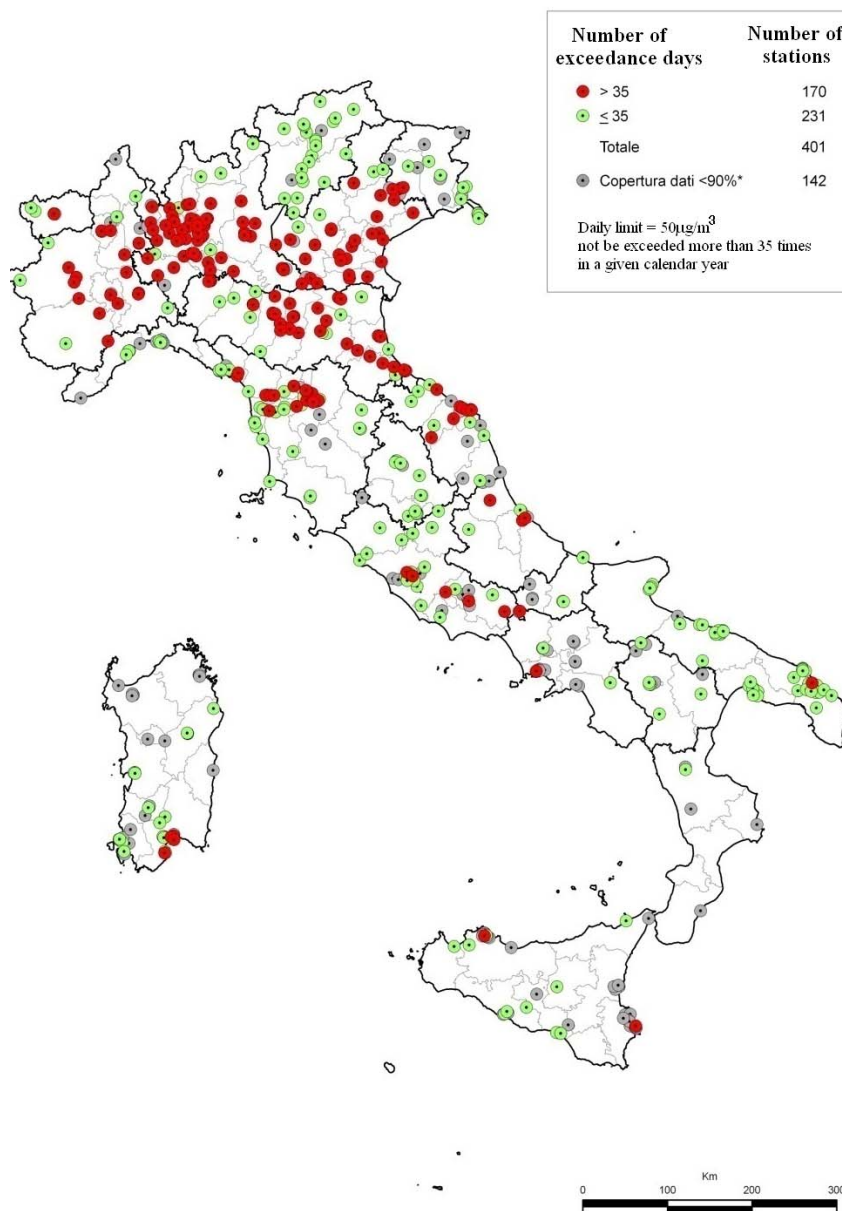 Number of Number of
exceedance days stations
> 35 170
≤ 35 231
Totale 401
Copertura dati <90%* 142
Daily limit = 50µg/m³
not be exceeded more than 35 times
in a given calendar year
Km
0 100 200 300